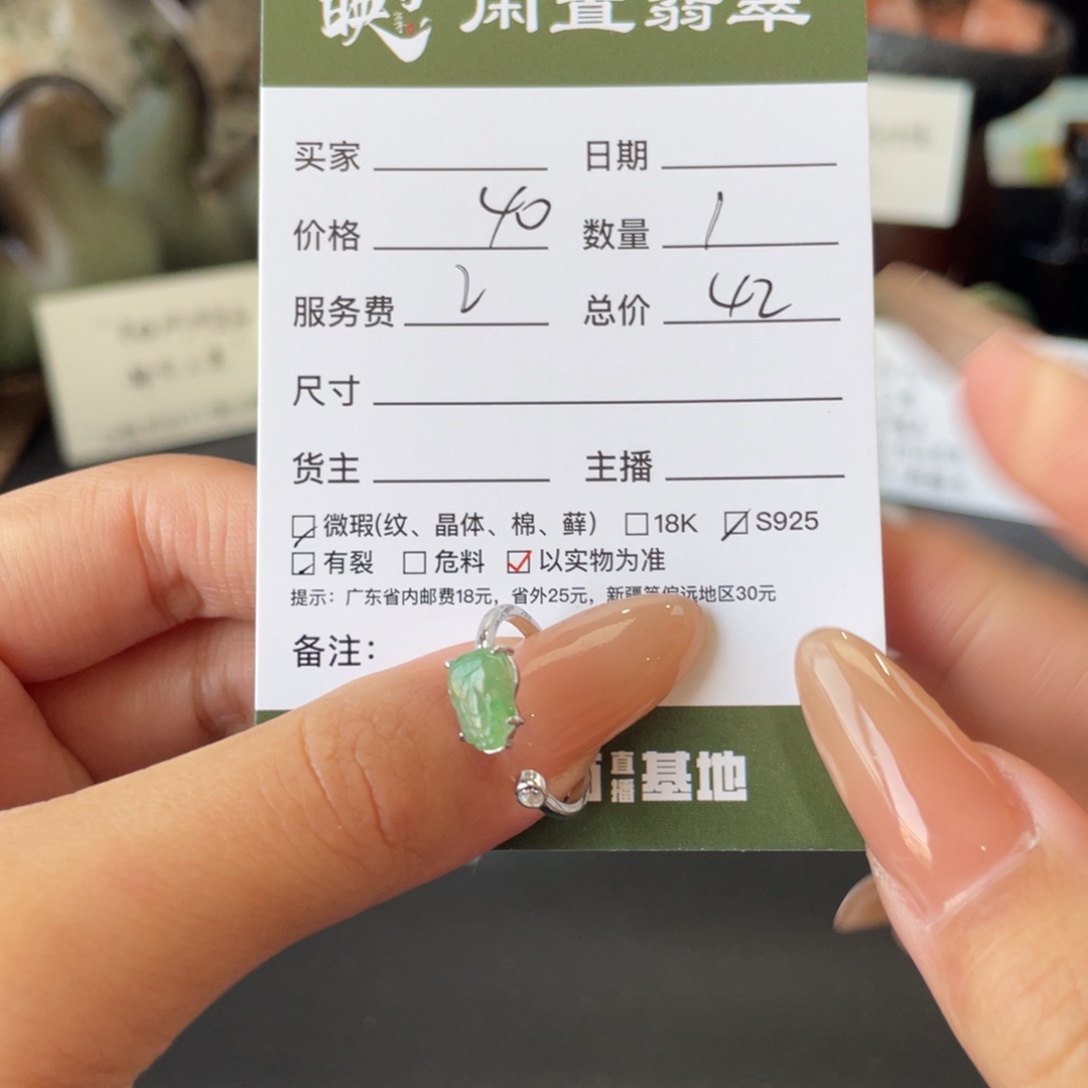 闲置翡翠
买家 日期
价格 40 数量 1
服务费 2 总价 42
尺寸
货主 主播
微瑕(纹、晶体、棉、藓) 18K S925
有裂 危料 以实物为准
提示：广东省内邮费18元，省外25元，新疆等偏远地区30元
备注：
直播基地